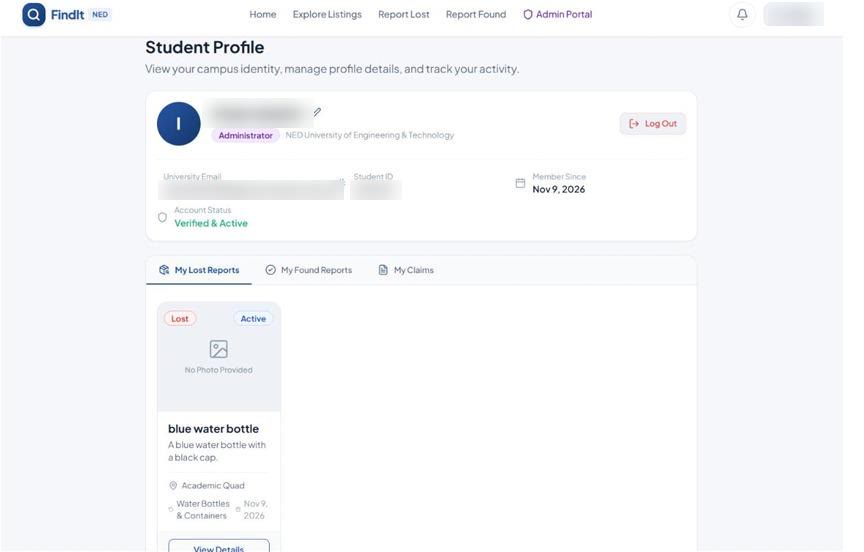 FindIt NED
Home Explore Listings Report Lost Report Found Admin Portal
Student Profile
View your campus identity, manage profile details, and track your activity.
I
Administrator NED University of Engineering & Technology
Log Out
University Email
Student ID
Member Since
Nov 9, 2026
Account Status
Verified & Active
My Lost Reports My Found Reports My Claims
Lost Active
No Photo Provided
blue water bottle
A blue water bottle with
a black cap.
Academic Quad
Water Bottles
& Containers
Nov 9,
2026
View Details